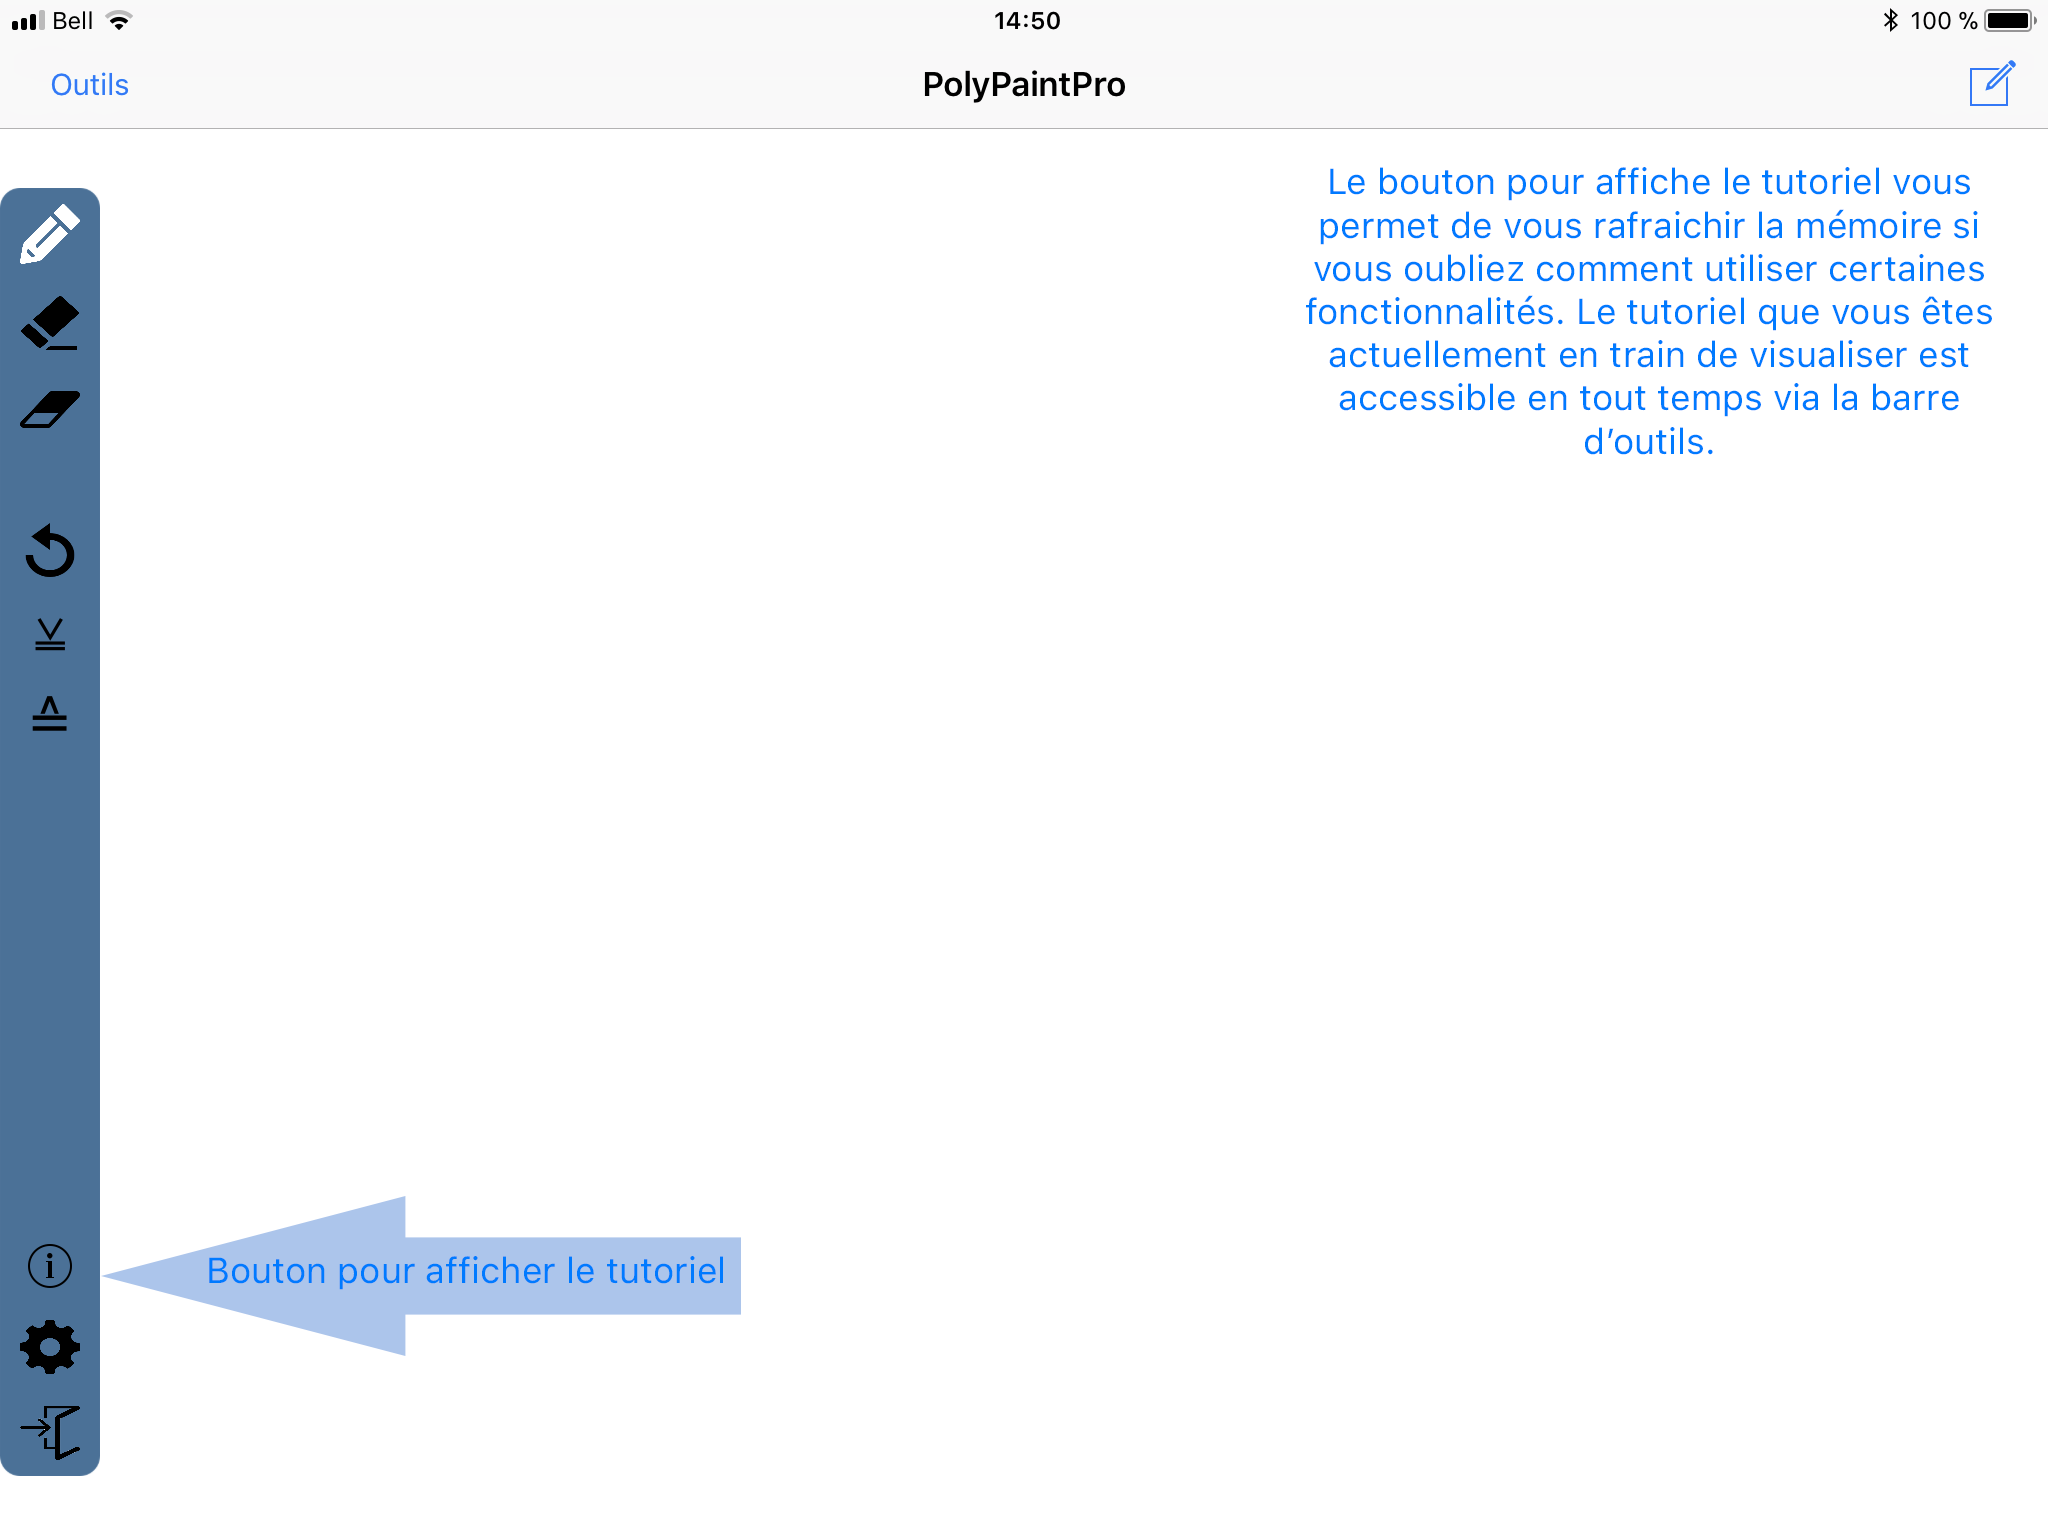 Bell
14:50
100 %
Outils
PolyPaintPro
Le bouton pour affiche le tutoriel vous
permet de vous rafraichir la mémoire si
vous oubliez comment utiliser certaines
fonctionnalités. Le tutoriel que vous êtes
actuellement en train de visualiser est
accessible en tout temps via la barre
d’outils.
Bouton pour afficher le tutoriel